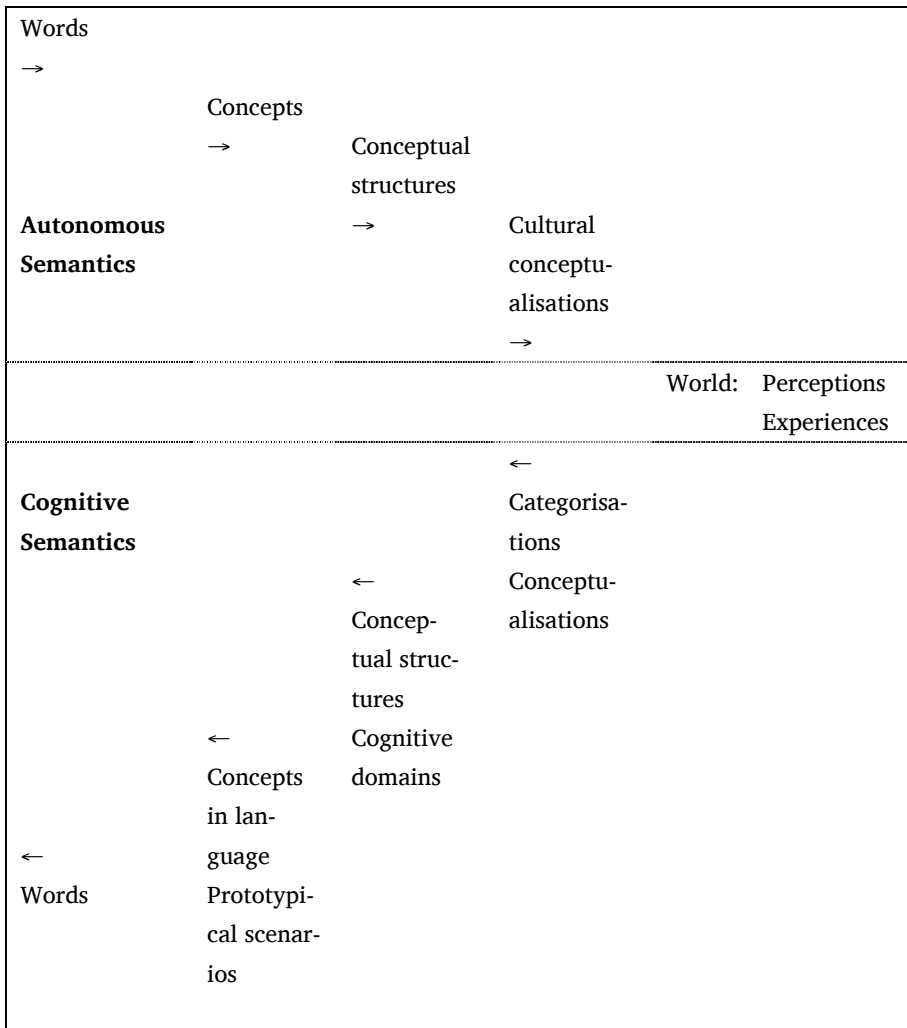 Words
→
Concepts
→ Conceptual
structures
Autonomous → Cultural
Semantics conceptu-
alisations
→
World: Perceptions
Experiences
←
Cognitive Categorisa-
Semantics tions
← Conceptu-
Concep- alisations
tual struc-
tures
← Cognitive
Concepts domains
in lan-
← guage
Words Prototypi-
cal scenar-
ios